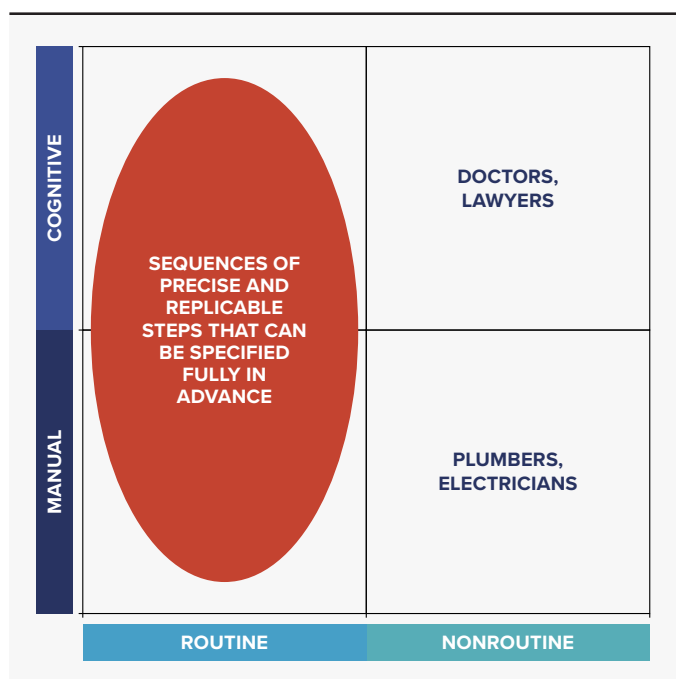 COGNITIVE
DOCTORS,
LAWYERS
SEQUENCES OF
PRECISE AND
REPLICABLE
STEPS THAT CAN
BE SPECIFIED
FULLY IN
ADVANCE
MANUAL
PLUMBERS,
ELECTRICIANS
ROUTINE
NONROUTINE